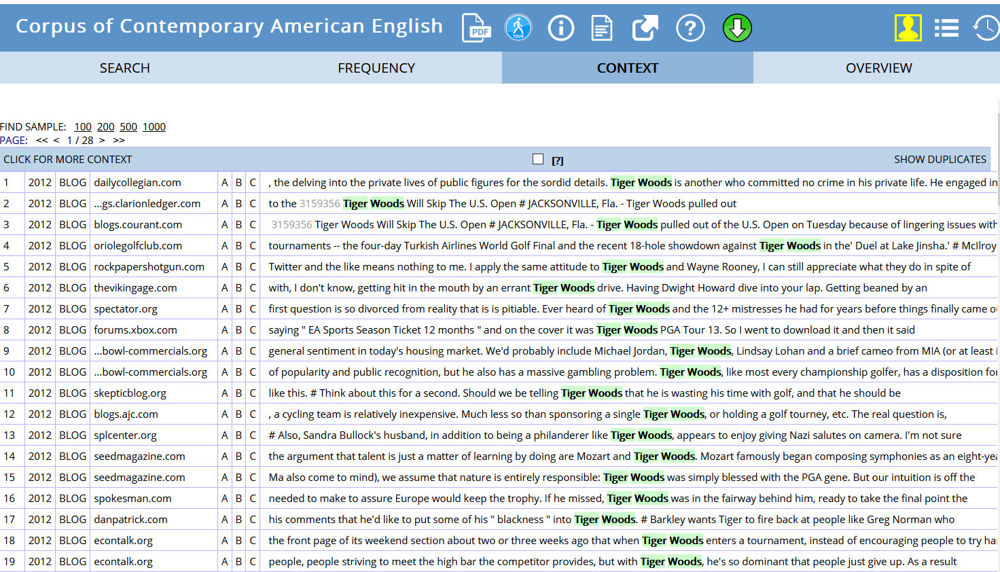 Corpus of Contemporary American English PDF TOUR i ?
SEARCH FREQUENCY CONTEXT OVERVIEW
FIND SAMPLE: 100 200 500 1000
PAGE: << < 1 / 28 > >>
CLICK FOR MORE CONTEXT [?] SHOW DUPLICATES
1 2012 BLOG dailycollegian.com A B C , the delving into the private lives of public figures for the sordid details. Tiger Woods is another who committed no crime in his private life. He engaged in
2 2012 BLOG ...gs.clarionledger.com A B C to the 3159356 Tiger Woods Will Skip The U.S. Open # JACKSONVILLE, Fla. - Tiger Woods pulled out
3 2012 BLOG blogs.courant.com A B C 3159356 Tiger Woods Will Skip The U.S. Open # JACKSONVILLE, Fla. - Tiger Woods pulled out of the U.S. Open on Tuesday because of lingering issues with
4 2012 BLOG oriolegolfclub.com A B C tournaments -- the four-day Turkish Airlines World Golf Final and the recent 18-hole showdown against Tiger Woods in the' Duel at Lake Jinsha.' # McIlroy
5 2012 BLOG rockpapershotgun.com A B C Twitter and the like means nothing to me. I apply the same attitude to Tiger Woods and Wayne Rooney, I can still appreciate what they do in spite of
6 2012 BLOG thevikingage.com A B C with, I don't know, getting hit in the mouth by an errant Tiger Woods drive. Having Dwight Howard dive into your lap. Getting beaned by an
7 2012 BLOG spectator.org A B C first question is so divorced from reality that is is pitiable. Ever heard of Tiger Woods and the 12+ mistresses he had for years before things finally came
8 2012 BLOG forums.xbox.com A B C saying " EA Sports Season Ticket 12 months " and on the cover it was Tiger Woods PGA Tour 13. So I went to download it and then it said
9 2012 BLOG ...bowl-commercials.org A B C general sentiment in today's housing market. We'd probably include Michael Jordan, Tiger Woods, Lindsay Lohan and a brief cameo from MIA (or at least
10 2012 BLOG ...bowl-commercials.org A B C of popularity and public recognition, but he also has a massive gambling problem. Tiger Woods, like most every championship golfer, has a disposition for
11 2012 BLOG skepticblog.org A B C like this. # Think about this for a second. Should we be telling Tiger Woods that he is wasting his time with golf, and that he should be
12 2012 BLOG blogs.ajc.com A B C , a cycling team is relatively inexpensive. Much less so than sponsoring a single Tiger Woods, or holding a golf tourney, etc. The real question is,
13 2012 BLOG splcenter.org A B C # Also, Sandra Bullock's husband, in addition to being a philanderer like Tiger Woods, appears to enjoy giving Nazi salutes on camera. I'm not sure
14 2012 BLOG seedmagazine.com A B C the argument that talent is just a matter of learning by doing are Mozart and Tiger Woods. Mozart famously began composing symphonies as an eight-yea
15 2012 BLOG seedmagazine.com A B C Ma also come to mind), we assume that nature is entirely responsible: Tiger Woods was simply blessed with the PGA gene. But our intuition is off the
16 2012 BLOG spokesman.com A B C needed to make to assure Europe would keep the trophy. If he missed, Tiger Woods was in the fairway behind him, ready to take the final point the
17 2012 BLOG danpatrick.com A B C his comments that he'd like to put some of his " blackness " into Tiger Woods. # Barkley wants Tiger to fire back at people like Greg Norman who
18 2012 BLOG econtalk.org A B C the front page of its weekend section about two or three weeks ago that when Tiger Woods enters a tournament, instead of encouraging people to try har
19 2012 BLOG econtalk.org A B C people, people striving to meet the high bar the competitor provides, but with Tiger Woods, he's so dominant that people just give up. As a result